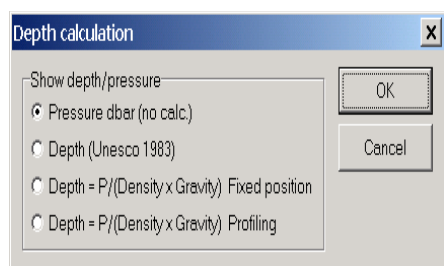 Depth calculation
Show depth/pressure
Pressure dbar (no calc.)
Depth (Unesco 1983)
Depth = P/(Density x Gravity) Fixed position
Depth = P/(Density x Gravity) Profiling
OK
Cancel